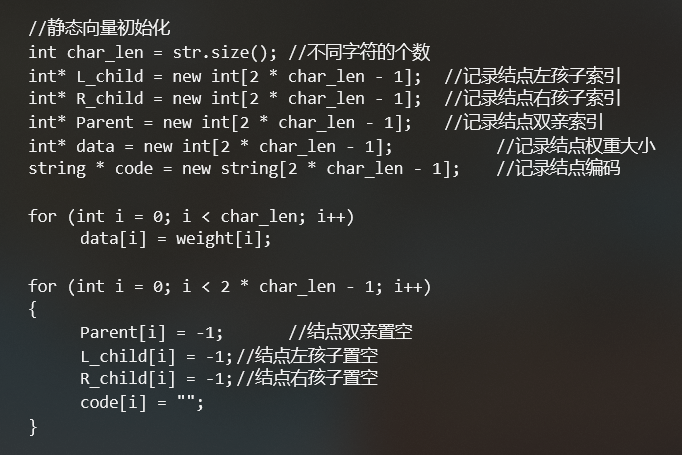 //静态向量初始化
int char_len = str.size(); //不同字符的个数
int* L_child = new int[2 * char_len - 1];  //记录结点左孩子索引
int* R_child = new int[2 * char_len - 1];  //记录结点右孩子索引
int* Parent = new int[2 * char_len - 1];   //记录结点双亲索引
int* data = new int[2 * char_len - 1];         //记录结点权重大小
string * code = new string[2 * char_len - 1];   //记录结点编码
for (int i = 0; i < char_len; i++)
    data[i] = weight[i];
for (int i = 0; i < 2 * char_len - 1; i++)
{
    Parent[i] = -1;      //结点双亲置空
    L_child[i] = -1;//结点左孩子置空
    R_child[i] = -1;//结点右孩子置空
    code[i] = "";
}